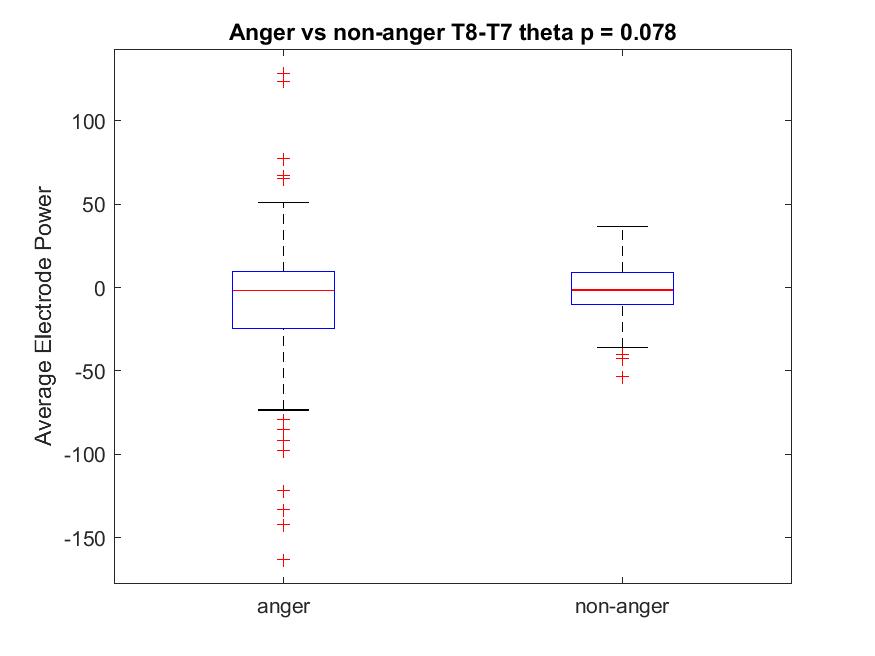 Anger vs non-anger T8-T7 theta p = 0.078
Average Electrode Power
100
50
0
-50
-100
-150
anger
non-anger